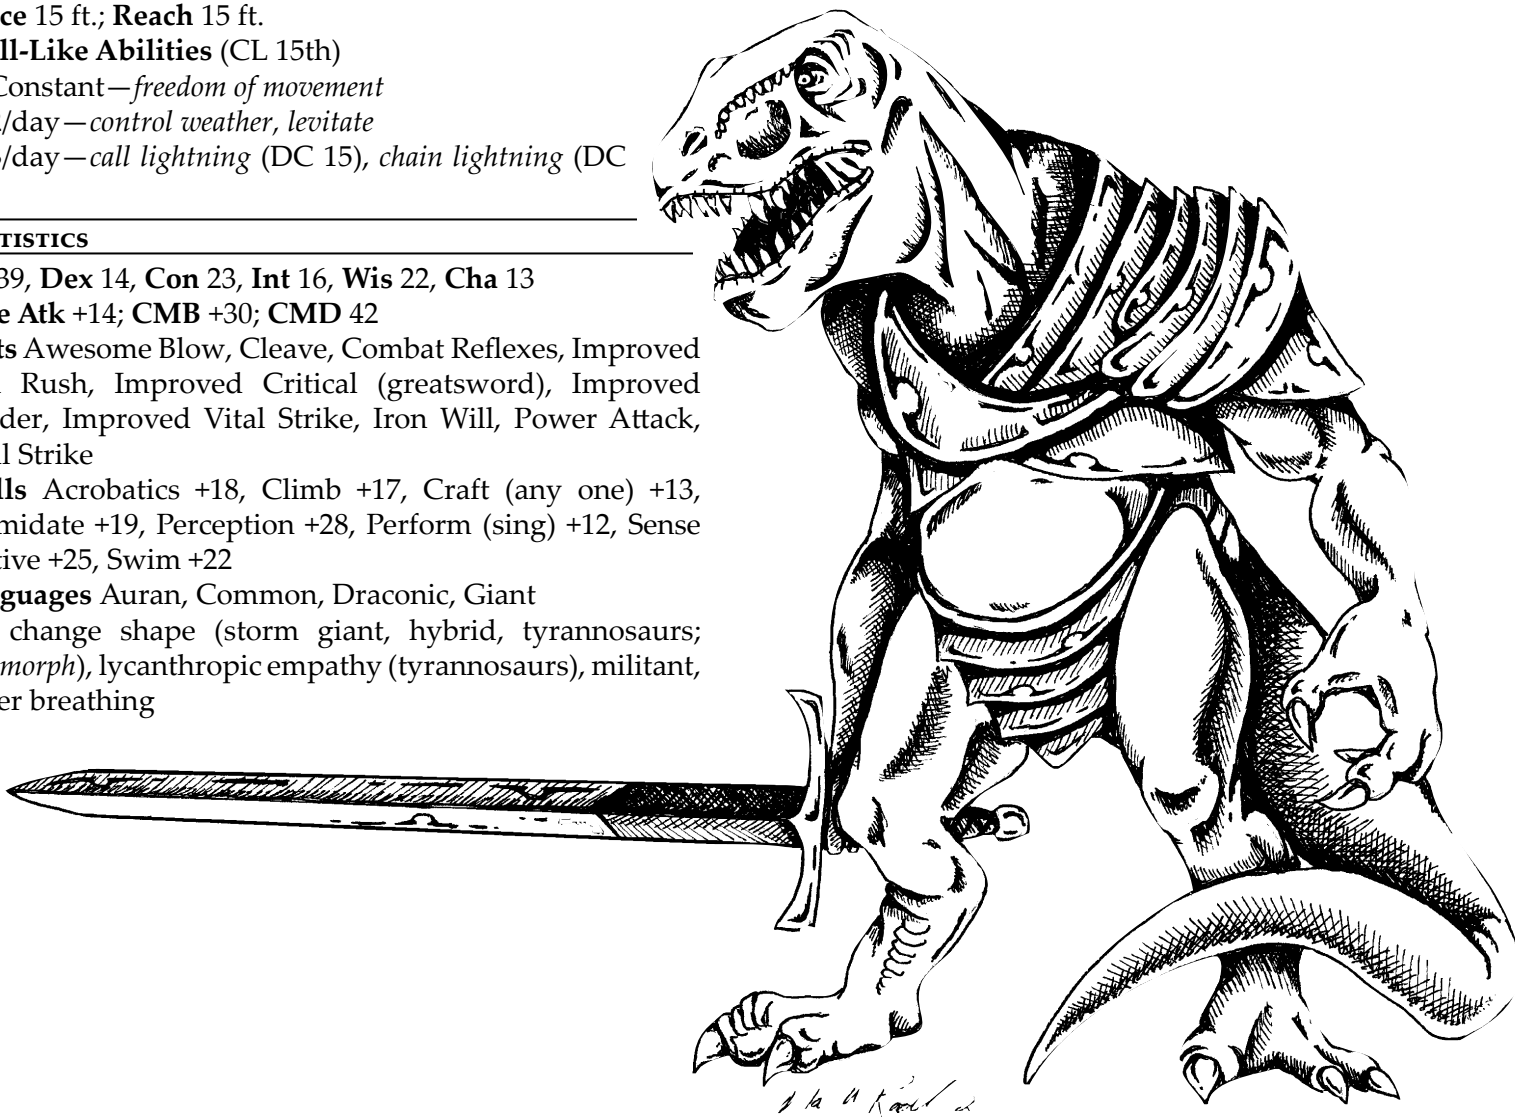 ce 15 ft.; Reach 15 ft.
ll-Like Abilities (CL 15th)
Constant—freedom of movement
/day—control weather, levitate
/day—call lightning (DC 15), chain lightning (DC
TISTICS
39, Dex 14, Con 23, Int 16, Wis 22, Cha 13
e Atk +14; CMB +30; CMD 42
ts Awesome Blow, Cleave, Combat Reflexes, Improved
Rush, Improved Critical (greatsword), Improved
der, Improved Vital Strike, Iron Will, Power Attack,
l Strike
lls Acrobatics +18, Climb +17, Craft (any one) +13,
midate +19, Perception +28, Perform (sing) +12, Sense
tive +25, Swim +22
guages Auran, Common, Draconic, Giant
change shape (storm giant, hybrid, tyrannosaurs;
morph), lycanthropic empathy (tyrannosaurs), militant,
er breathing